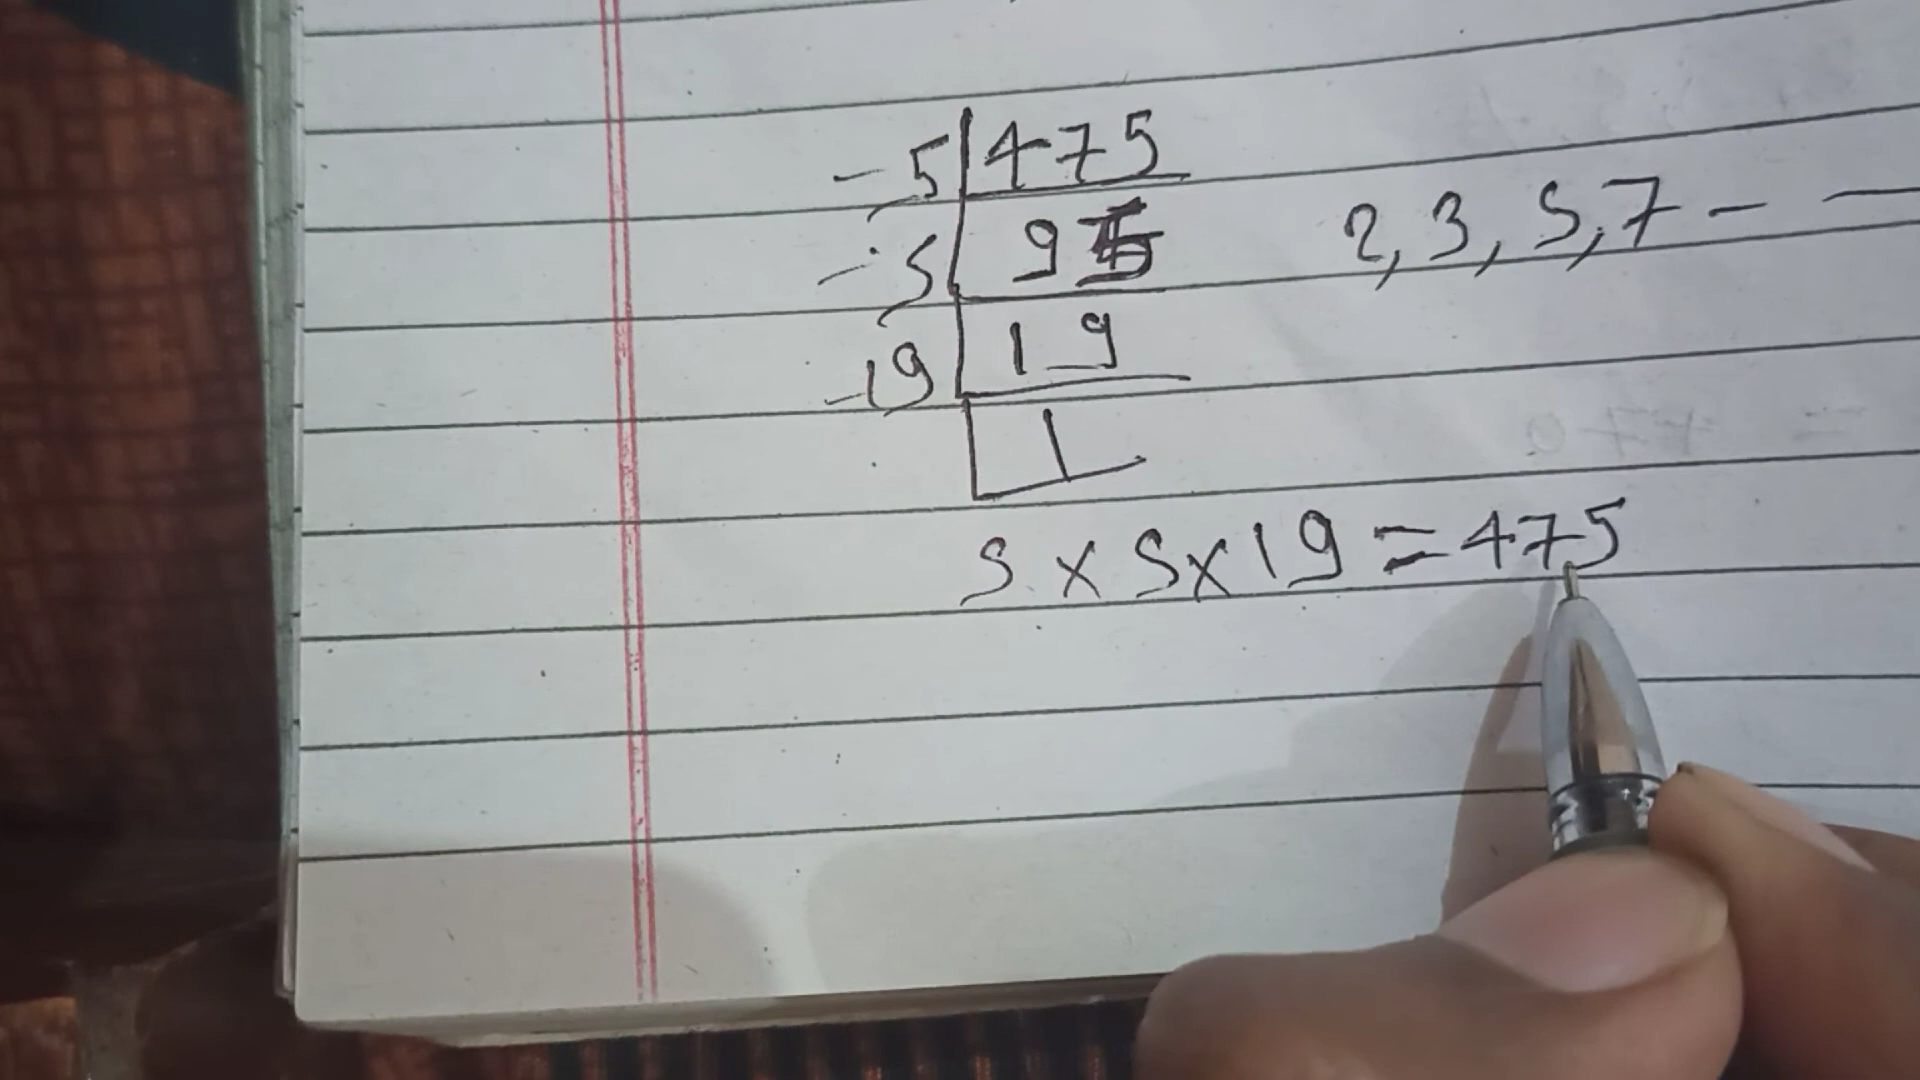 -5 | 475
-5 | 95
2, 3, 5, 7 - -
-19 | 19
1
5 x 5 x 19 = 475